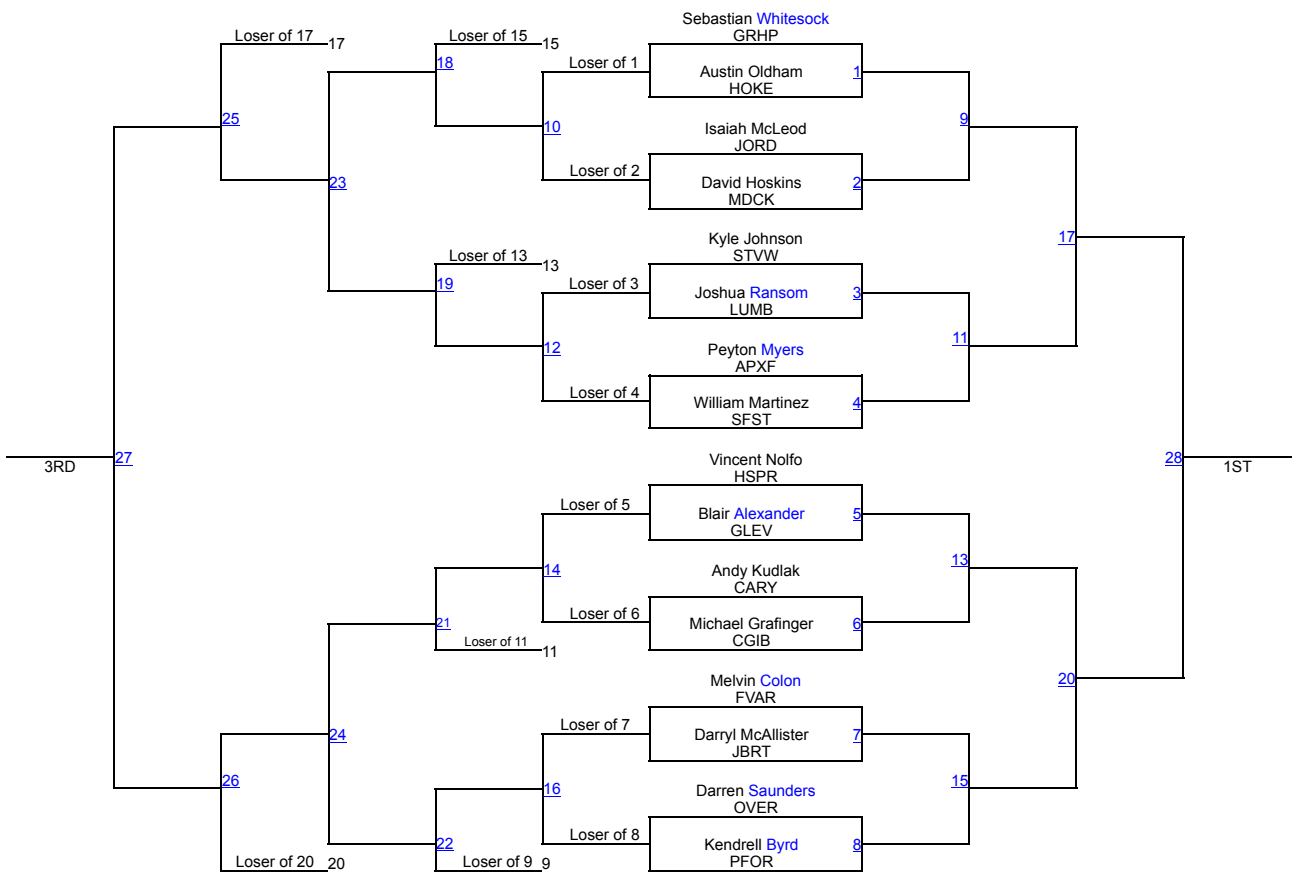 Sebastian Whitesock
Loser of 17 17
Loser of 15 15
GRHP
18
Loser of 1
Austin Oldham 1
HOKE
25
10
9
Isaiah McLeod
JORD
Loser of 2
23
David Hoskins 2
MDCK
17
Kyle Johnson
Loser of 13 13
STVW
19
Loser of 3
Joshua Ransom 3
LUMB
12
11
Peyton Myers
APXF
Loser of 4
William Martinez 4
SFST
3RD
27
Vincent Nolfo
28
1ST
HSPR
Loser of 5
Blair Alexander 5
GLEV
14
13
Andy Kudlak
CARY
Loser of 6
21
Michael Grafinger 6
CGIB
Loser of 11 11
Melvin Colon
20
FVAR
Loser of 7
24
Darryl McAllister 7
JBRT
26
16
15
Darren Saunders
OVER
Loser of 8
22
Kendrell Byrd 8
PFOR
Loser of 20 20
Loser of 9 9